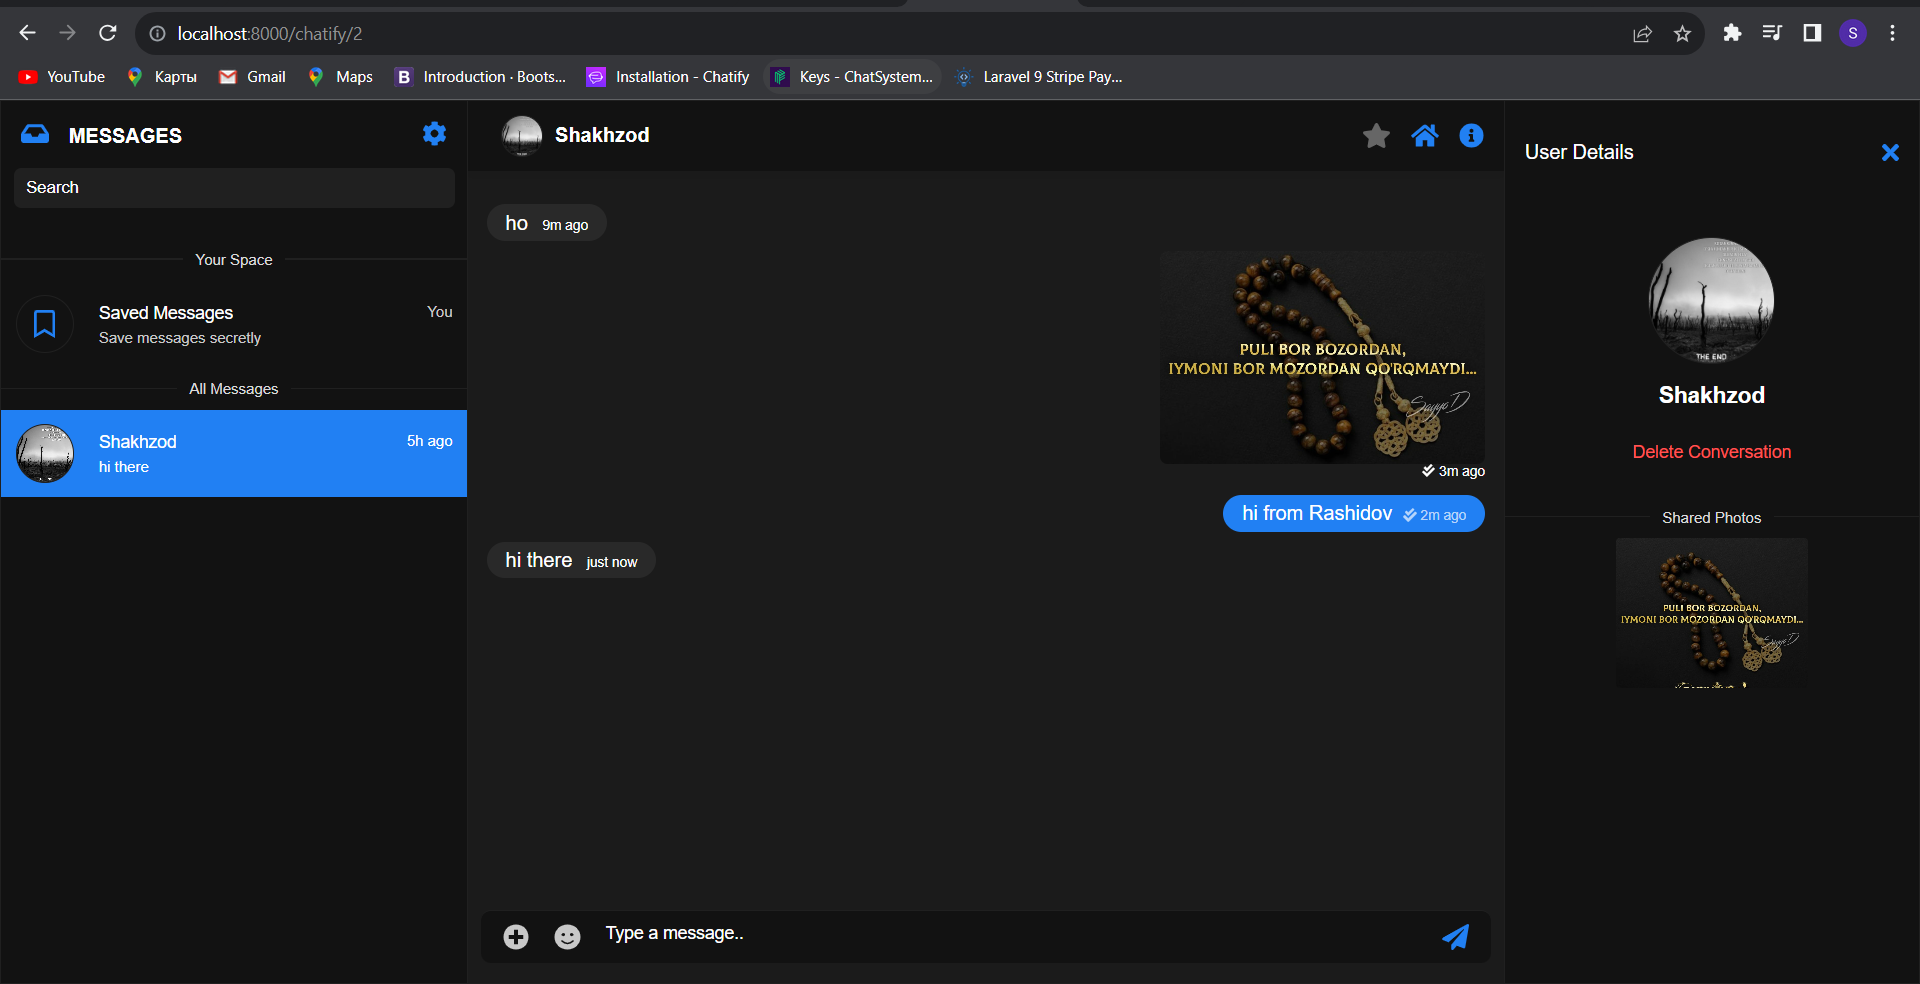 localhost:8000/chatify/2
S
YouTube
Карты
Gmail
Maps
B
Introduction · Boots...
Installation - Chatify
Keys - ChatSystem...
Laravel 9 Stripe Pay...
MESSAGES
Search
Your Space
Saved Messages
You
Save messages secretly
All Messages
Shakhzod
5h ago
hi there
Shakhzod
ho 9m ago
PULI BOR BOZORDAN,
IYMONI BOR MOZORDAN QO'RQMAYDI...
Sayyo D
3m ago
hi from Rashidov 2m ago
hi there just now
Type a message..
User Details
THE END
Shakhzod
Delete Conversation
Shared Photos
PULI BOR BOZORDAN,
IYMONI BOR MOZORDAN QO'RQMAYDI...
Sayyo D